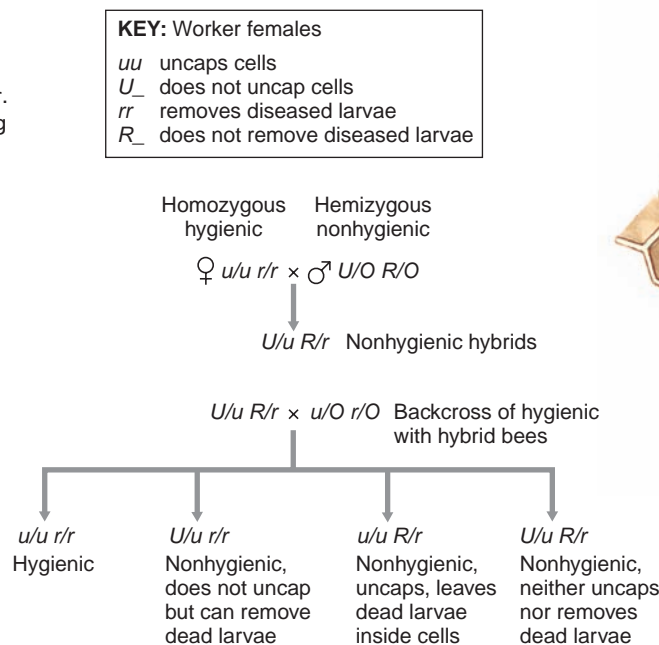 KEY: Worker females
uu uncaps cells
U_ does not uncap cells
r.
rr removes diseased larvae
g
R_ does not remove diseased larvae
Homozygous hygienic
Hemizygous nonhygienic
♀ u/u r/r × ♂ U/O R/O
U/u R/r Nonhygienic hybrids
U/u R/r × u/O r/O Backcross of hygienic
with hybrid bees
u/u r/r
Hygienic
U/u r/r
Nonhygienic,
does not uncap
but can remove
dead larvae
u/u R/r
Nonhygienic,
uncaps, leaves
dead larvae
inside cells
U/u R/r
Nonhygienic,
neither uncaps
nor removes
dead larvae